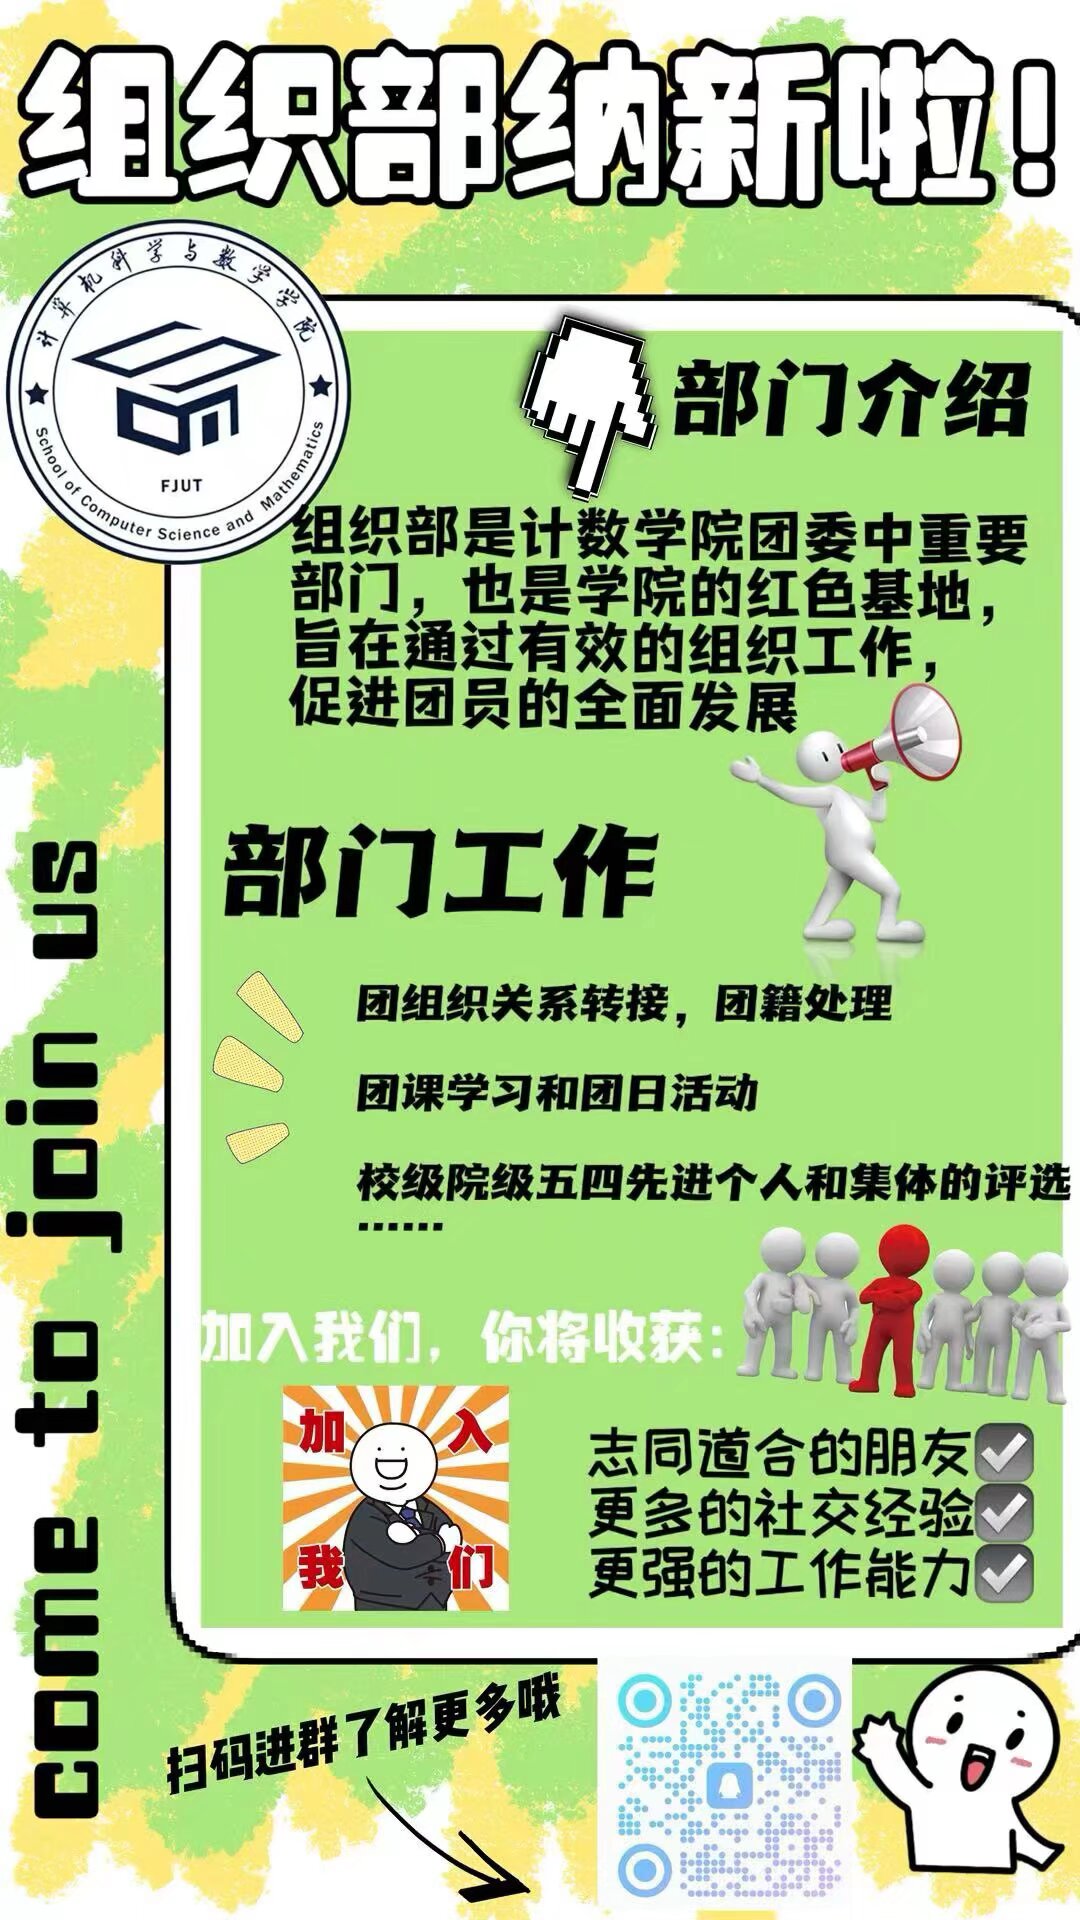 组织部纳新啦！
计算机科学与数学学院
FJUT
School of Computer Science and Mathematics
部门介绍
组织部是计数学院团委中重要
部门，也是学院的红色基地，
旨在通过有效的组织工作，
促进团员的全面发展
部门工作
团组织关系转接，团籍处理
团课学习和团日活动
校级院级五四先进个人和集体的评选
......
加入我们，你将收获：
加入
我们
志同道合的朋友
更多的社交经验
更强的工作能力
come to join us
扫码进群了解更多哦